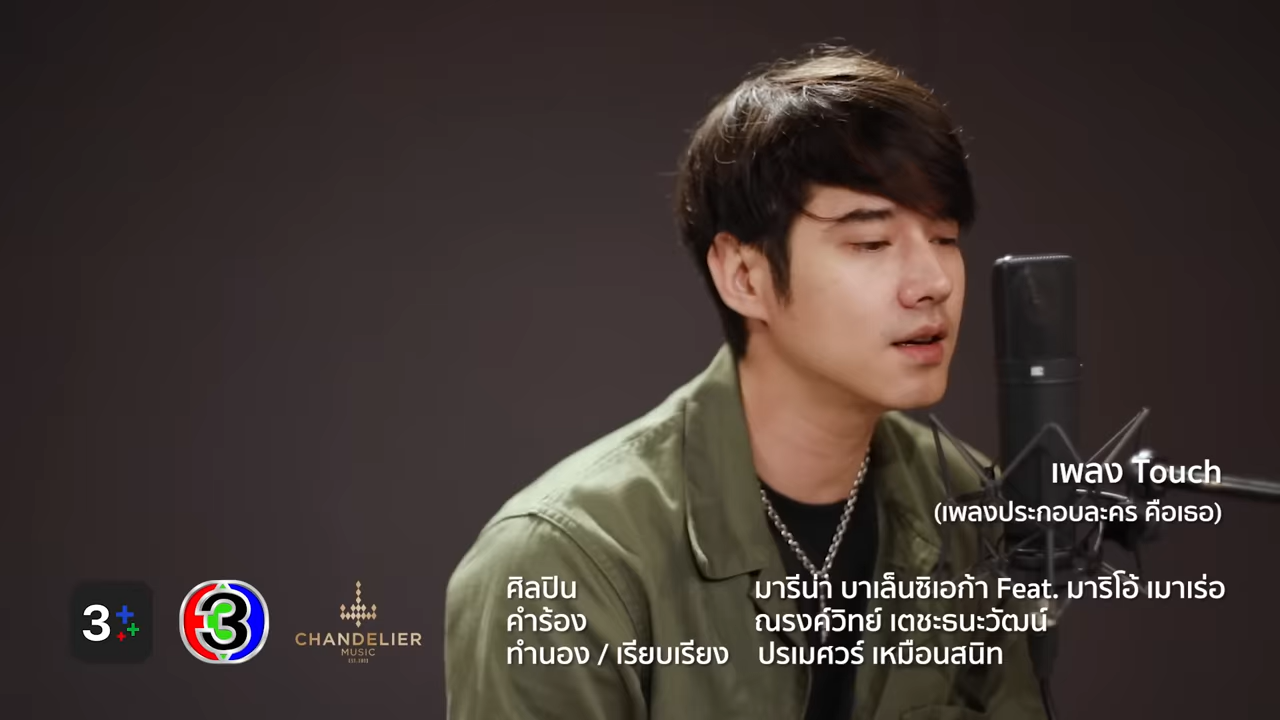 เพลง Touch
(เพลงประกอบละคร คือเธอ)
ศิลปิน มารีน่า บาเล็นซิเอก้า Feat. มาริโอ้ เมาเร่อ
คำร้อง ณรงค์วิทย์ เตชะธนะวัฒน์
ทำนอง / เรียบเรียง ปรเมศวร์ เหมือนสนิท
3
3
CHANDELIER
MUSIC